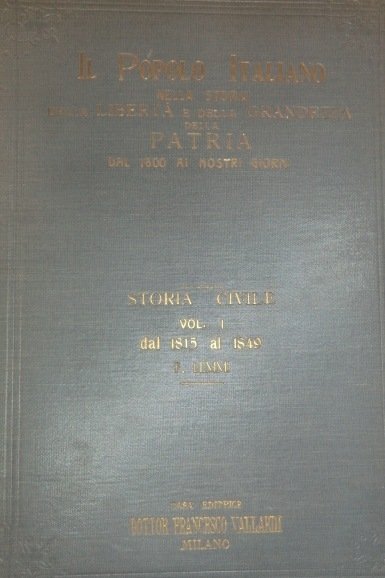 IL POPOLO ITALIANO
NELLA STORIA
DELLA LIBERTÀ E DELLA GRANDEZZA
DELLA
PATRIA
DAL 1800 AI NOSTRI GIORNI
STORIA CIVILE
VOL. I
dal 1815 al 1849
F. LEMMI
CASA EDITRICE
DOTTOR FRANCESCO VALLARDI
MILANO